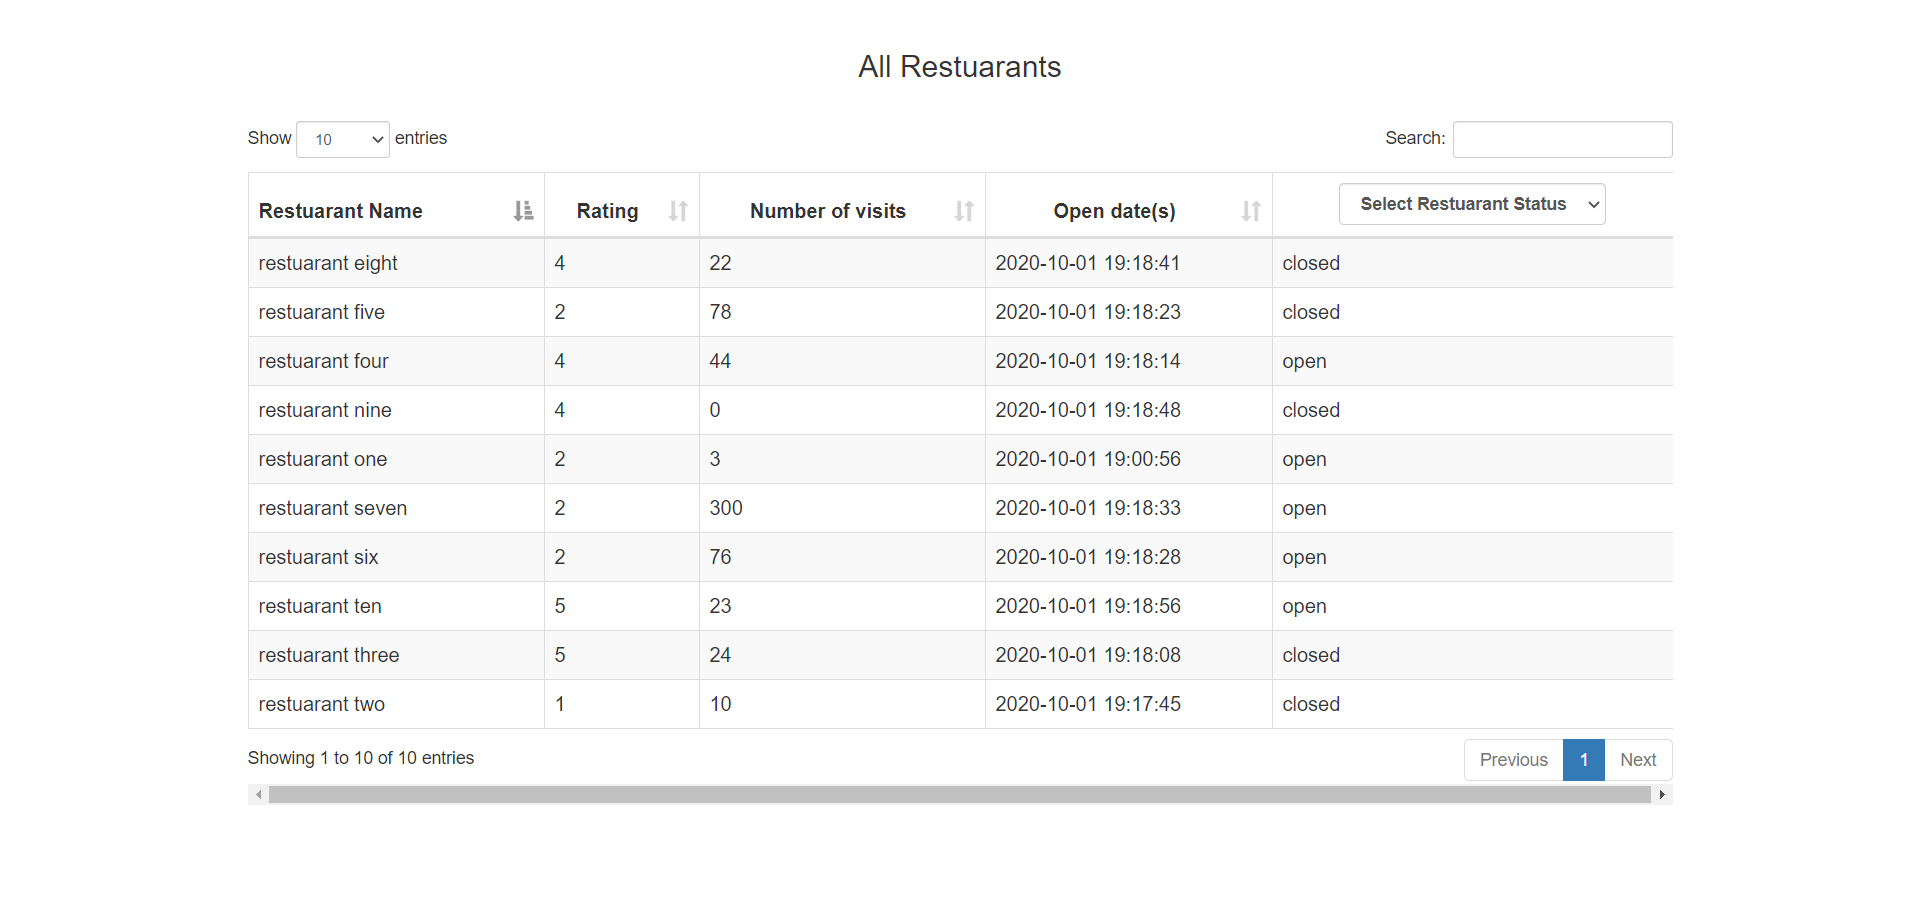 All Restuarants
Show 10 entries Search:
Restuarant Name Rating Number of visits Open date(s) Select Restuarant Status
restuarant eight 4 22 2020-10-01 19:18:41 closed
restuarant five 2 78 2020-10-01 19:18:23 closed
restuarant four 4 44 2020-10-01 19:18:14 open
restuarant nine 4 0 2020-10-01 19:18:48 closed
restuarant one 2 3 2020-10-01 19:00:56 open
restuarant seven 2 300 2020-10-01 19:18:33 open
restuarant six 2 76 2020-10-01 19:18:28 open
restuarant ten 5 23 2020-10-01 19:18:56 open
restuarant three 5 24 2020-10-01 19:18:08 closed
restuarant two 1 10 2020-10-01 19:17:45 closed
Showing 1 to 10 of 10 entries Previous 1 Next